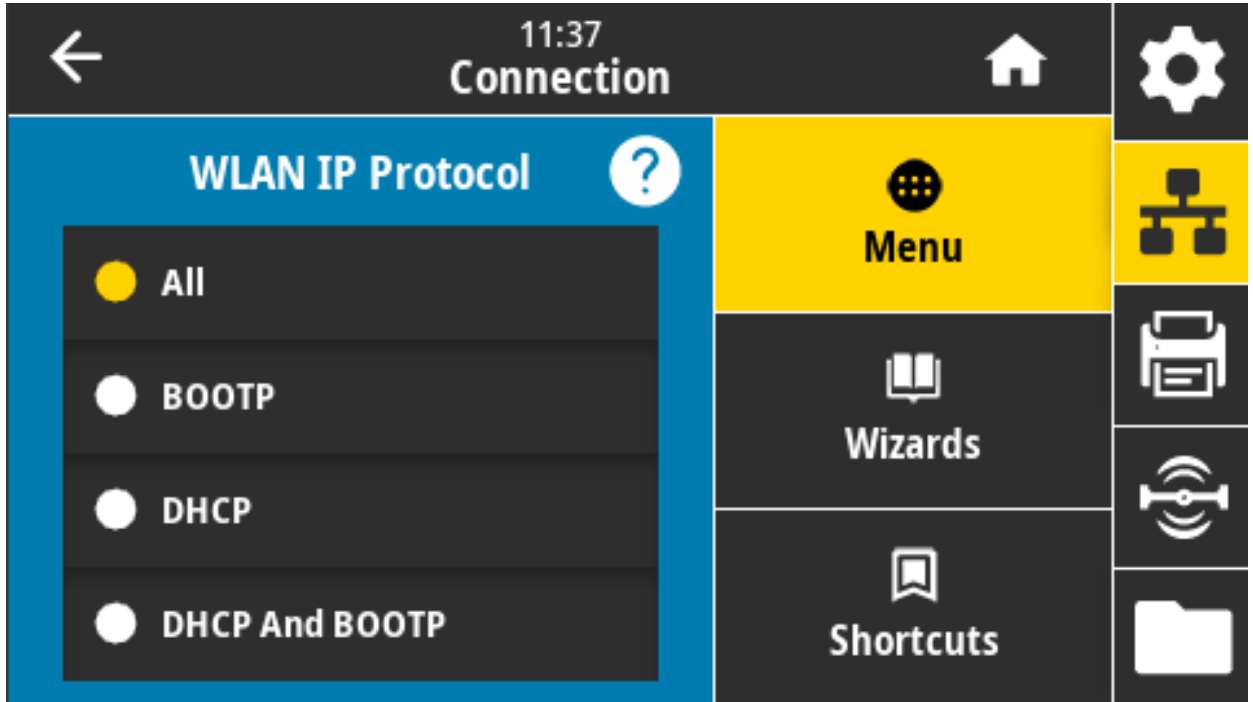 11:37
Connection
WLAN IP Protocol
?
All
BOOTP
DHCP
DHCP And BOOTP
Menu
Wizards
Shortcuts